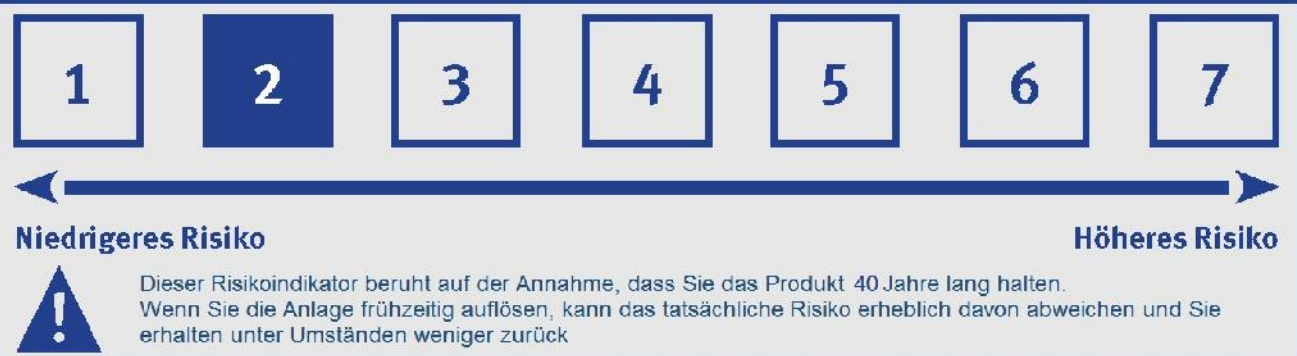 1 2 3 4 5 6 7
Niedrigeres Risiko Höheres Risiko
Dieser Risikoindikator beruht auf der Annahme, dass Sie das Produkt 40 Jahre lang halten.
Wenn Sie die Anlage frühzeitig auflösen, kann das tatsächliche Risiko erheblich davon abweichen und Sie
erhalten unter Umständen weniger zurück